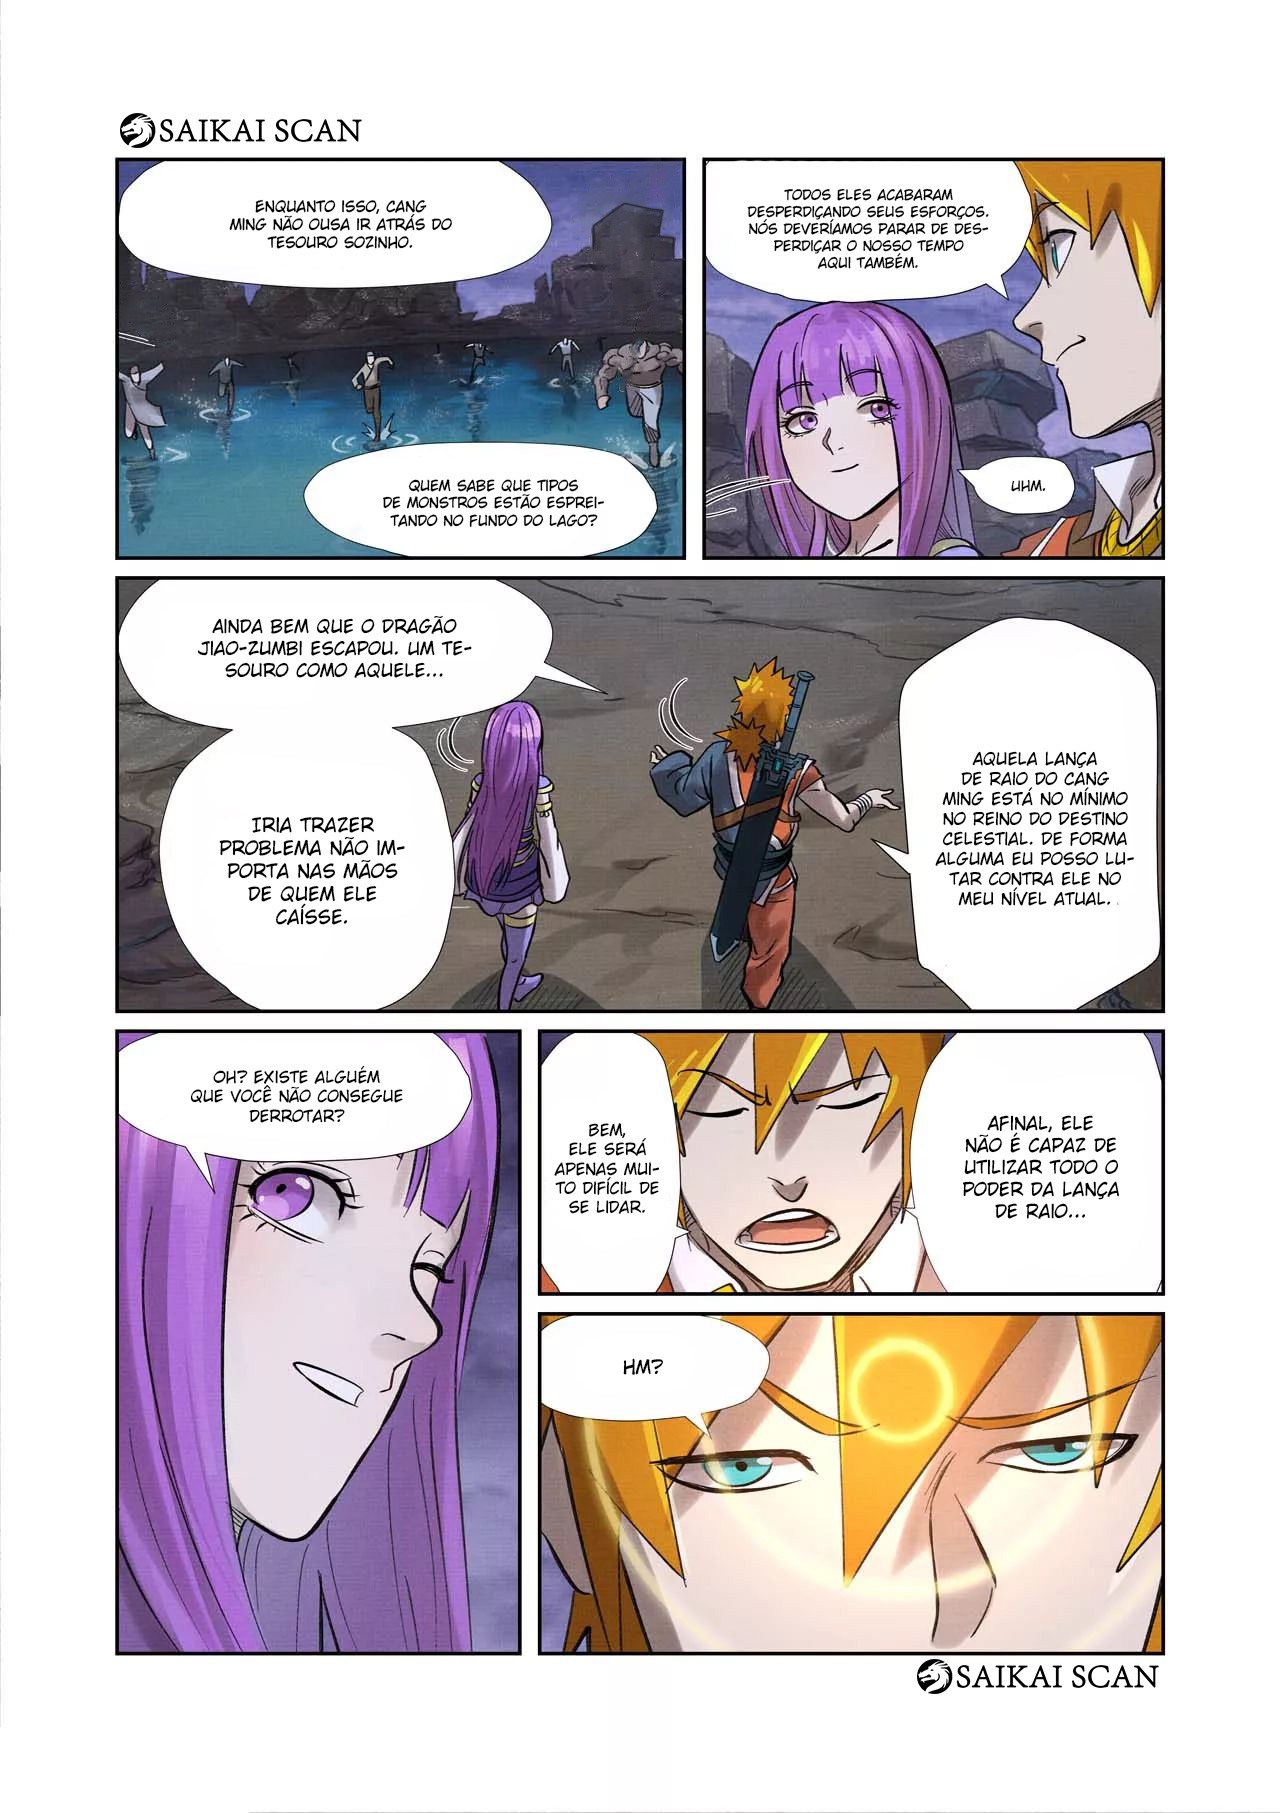 SAIKAI SCAN
ENQUANTO ISSO, CANG
MING NÃO OUSA IR ATRÁS DO
TESOURO SOZINHO.
QUEM SABE QUE TIPOS
DE MONSTROS ESTÃO ESPREI-
TANDO NO FUNDO DO LAGO?
TODOS ELES ACABARAM
DESPERDIÇANDO SEUS ESFORÇOS.
NÓS DEVERÍAMOS PARAR DE DES-
PERDIÇAR O NOSSO TEMPO
AQUI TAMBÉM.
UHM.
AINDA BEM QUE O DRAGÃO
JIAO-ZUMBI ESCAPOU. UM TE-
SOURO COMO AQUELE...
IRIA TRAZER
PROBLEMA NÃO IM-
PORTA NAS MÃOS
DE QUEM ELE
CAÍSSE.
AQUELA LANÇA
DE RAIO DO CANG
MING ESTÁ NO MÍNIMO
NO REINO DO DESTINO
CELESTIAL. DE FORMA
ALGUMA EU POSSO LU-
TAR CONTRA ELE NO
MEU NÍVEL ATUAL.
OH? EXISTE ALGUÉM
QUE VOCÊ NÃO CONSEGUE
DERROTAR?
BEM,
ELE SERÁ
APENAS MUI-
TO DIFÍCIL DE
SE LIDAR.
AFINAL, ELE
NÃO É CAPAZ DE
UTILIZAR TODO O
PODER DA LANÇA
DE RAIO...
HM?
SAIKAI SCAN